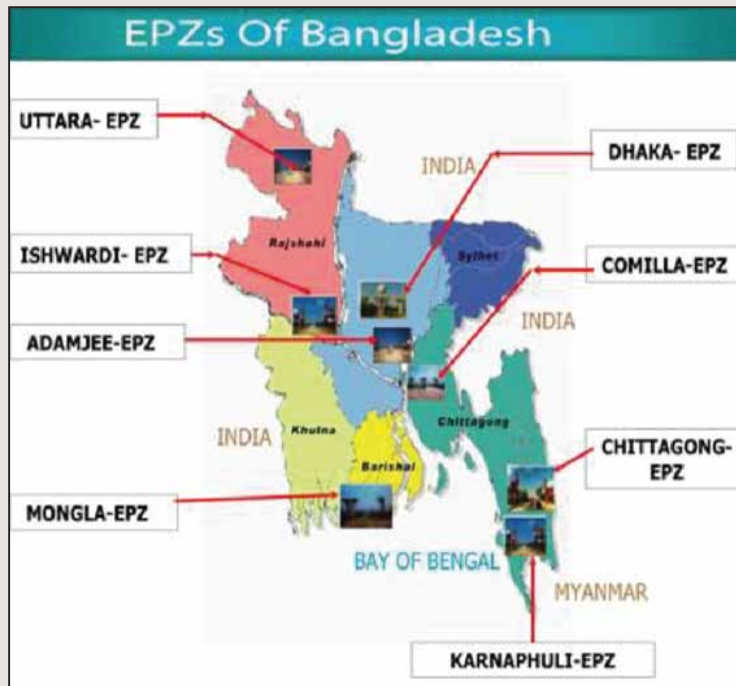 EPZs Of Bangladesh
UTTARA- EPZ
INDIA
DHAKA- EPZ
Rajshahi
Sylhet
ISHWARDI- EPZ
COMILLA-EPZ
INDIA
ADAMJEE-EPZ
Khulna
INDIA
Chittagong
Barishal
CHITTAGONG-
EPZ
MONGLA-EPZ
BAY OF BENGAL
MYANMAR
KARNAPHULI-EPZ